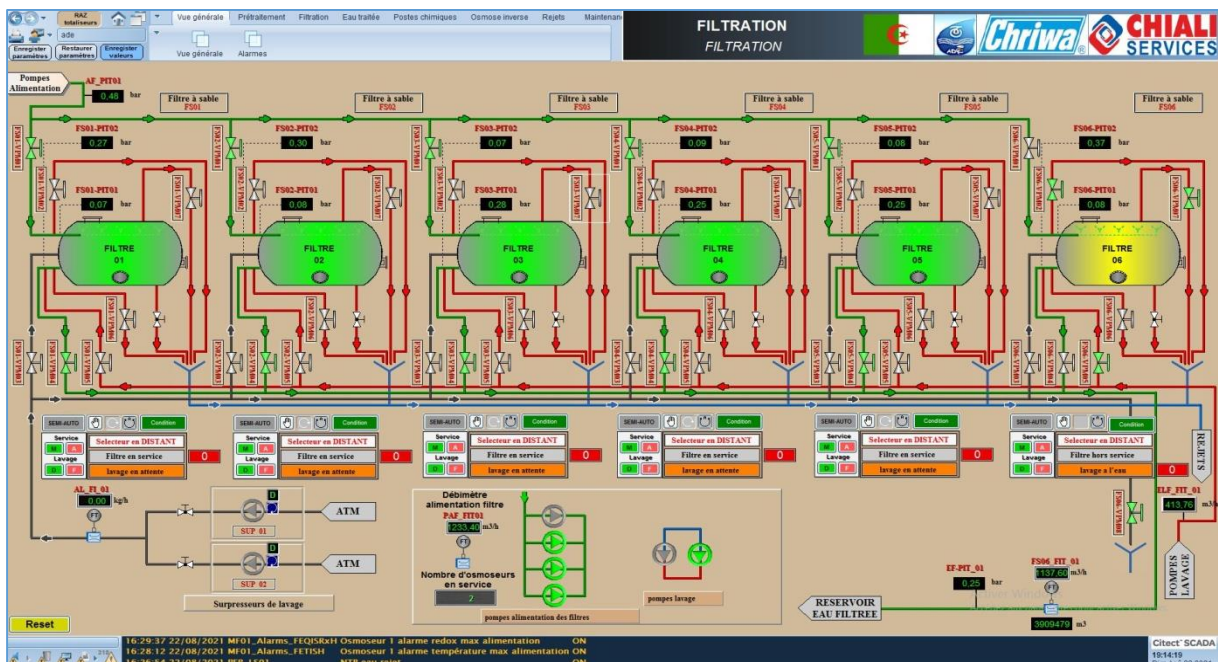 RAZ
totaliseurs
Vue générale Prétraitement Filtration Eau traitée Postes chimiques Osmose inverse Rejets Maintenan
ade
Enregister
paramètres
Restaurer
paramètres
Enregister
valeurs
Vue générale Alarmes
FILTRATION
FILTRATION
Chriwa
CHIALI
SERVICES
Pompes
Alimentation
AF_PIT01
0,48 bar
Filtre à sable
FS01
Filtre à sable
FS02
Filtre à sable
FS03
Filtre à sable
FS04
Filtre à sable
FS05
Filtre à sable
FS06
FS01-PIT02 FS02-PIT02 FS03-PIT02 FS04-PIT02 FS05-PIT02 FS06-PIT02
0,27 bar 0,30 bar 0,07 bar 0,09 bar 0,08 bar 0,37 bar
FS01-PIT01 FS02-PIT01 FS03-PIT01 FS04-PIT01 FS05-PIT01 FS06-PIT01
0,07 bar 0,08 bar 0,28 bar 0,25 bar 0,25 bar 0,08 bar
FILTRE
01
FILTRE
02
FILTRE
03
FILTRE
04
FILTRE
05
FILTRE
06
SEMI-AUTO Condition
Service
M A
Lavage
D F
Selecteur en DISTANT
Filtre en service
lavage en attente
0
SEMI-AUTO Condition
Service
M A
Lavage
D F
Selecteur en DISTANT
Filtre en service
lavage en attente
0
SEMI-AUTO Condition
Service
M A
Lavage
D F
Selecteur en DISTANT
Filtre en service
lavage en attente
0
SEMI-AUTO Condition
Service
M A
Lavage
D F
Selecteur en DISTANT
Filtre en service
lavage en attente
0
SEMI-AUTO Condition
Service
M A
Lavage
D F
Selecteur en DISTANT
Filtre en service
lavage en attente
0
SEMI-AUTO Condition
Service
M A
Lavage
D F
Selecteur en DISTANT
Filtre hors service
lavage a l'eau
0
REJETS
AL_FI_01
0,00 kg/h
FT
D
SUP 01
ATM
D
SUP 02
ATM
Surpresseurs de lavage
Débimètre
alimentation filtre
PAF_FIT01
1233,40 m3/h
FT
Nombre d'osmoseurs
en service
2
pompes alimentation des filtres
pompes lavage
ELF_FIT_01
413,76 m3/h
POMPES
LAVAGE
EF-PIT_01
0,25 bar
FS06_FIT_01
1137,60 m3/h
FT
3909479 m3
RESERVOIR
EAU FILTREE
Reset
16:29:37 22/08/2021 MF01_Alarms_FEQISRxH Osmoseur 1 alarme redox max alimentation ON
16:28:12 22/08/2021 MF01_Alarms_FETISH Osmoseur 1 alarme température max alimentation ON
Citect SCADA
19:14:19